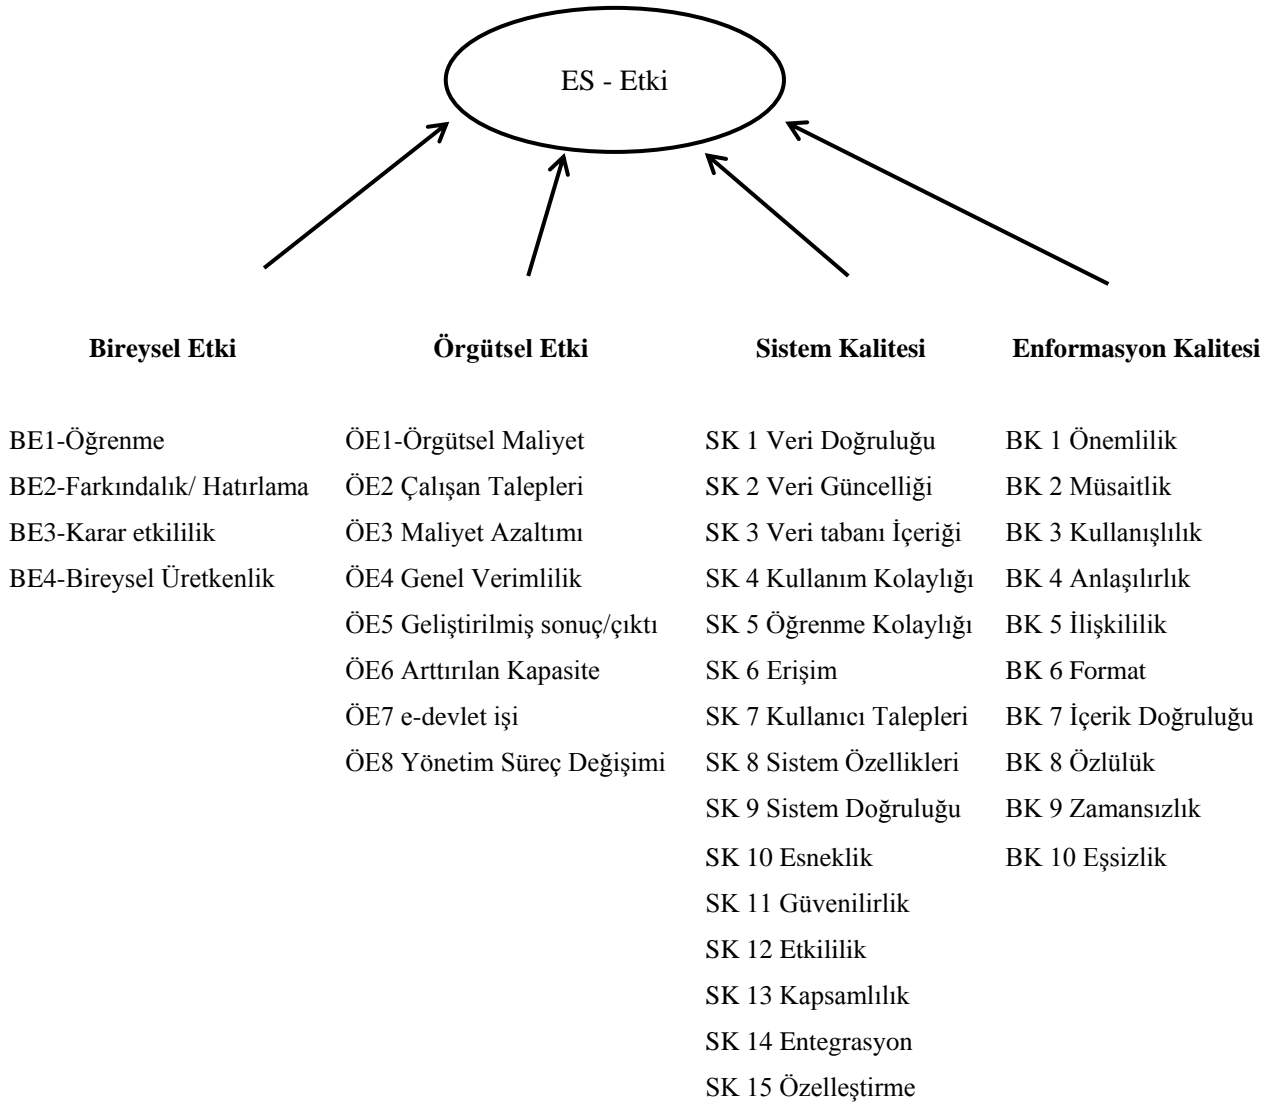 ES - Etki
Bireysel Etki
BE1-Öğrenme
BE2-Farkındalık/ Hatırlama
BE3-Karar etkililik
BE4-Bireysel Üretkenlik
Örgütsel Etki
ÖE1-Örgütsel Maliyet
ÖE2 Çalışan Talepleri
ÖE3 Maliyet Azaltımı
ÖE4 Genel Verimlilik
ÖE5 Geliştirilmiş sonuç/çıktı
ÖE6 Arttırılan Kapasite
ÖE7 e-devlet işi
ÖE8 Yönetim Süreç Değişimi
Sistem Kalitesi
SK 1 Veri Doğruluğu
SK 2 Veri Güncelliği
SK 3 Veri tabanı İçeriği
SK 4 Kullanım Kolaylığı
SK 5 Öğrenme Kolaylığı
SK 6 Erişim
SK 7 Kullanıcı Talepleri
SK 8 Sistem Özellikleri
SK 9 Sistem Doğruluğu
SK 10 Esneklik
SK 11 Güvenilirlik
SK 12 Etkililik
SK 13 Kapsamlılık
SK 14 Entegrasyon
SK 15 Özelleştirme
Enformasyon Kalitesi
BK 1 Önemlilik
BK 2 Müsaitlik
BK 3 Kullanışlılık
BK 4 Anlaşılırlık
BK 5 İlişkililik
BK 6 Format
BK 7 İçerik Doğruluğu
BK 8 Özlülük
BK 9 Zamansızlık
BK 10 Eşsizlik